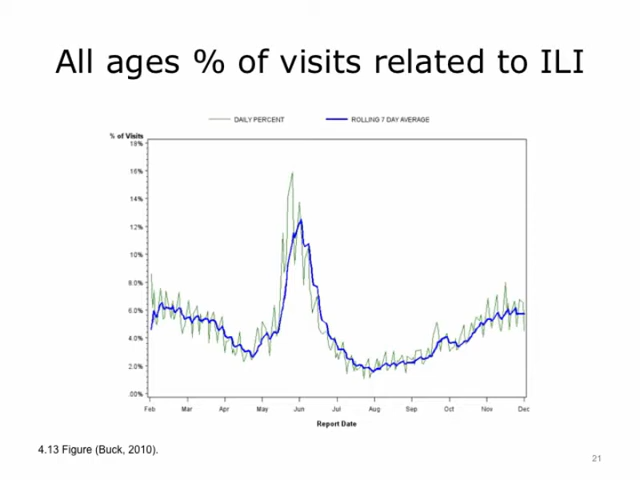 All ages % of visits related to ILI
DAILY PERCENT ROLLING 7 DAY AVERAGE
% of Visits
18%
16%
14%
12%
10%
8.0%
6.0%
4.0%
2.0%
.00%
Feb Mar Apr May Jun Jul Aug Sep Oct Nov Dec
Report Date
4.13 Figure (Buck, 2010).
21